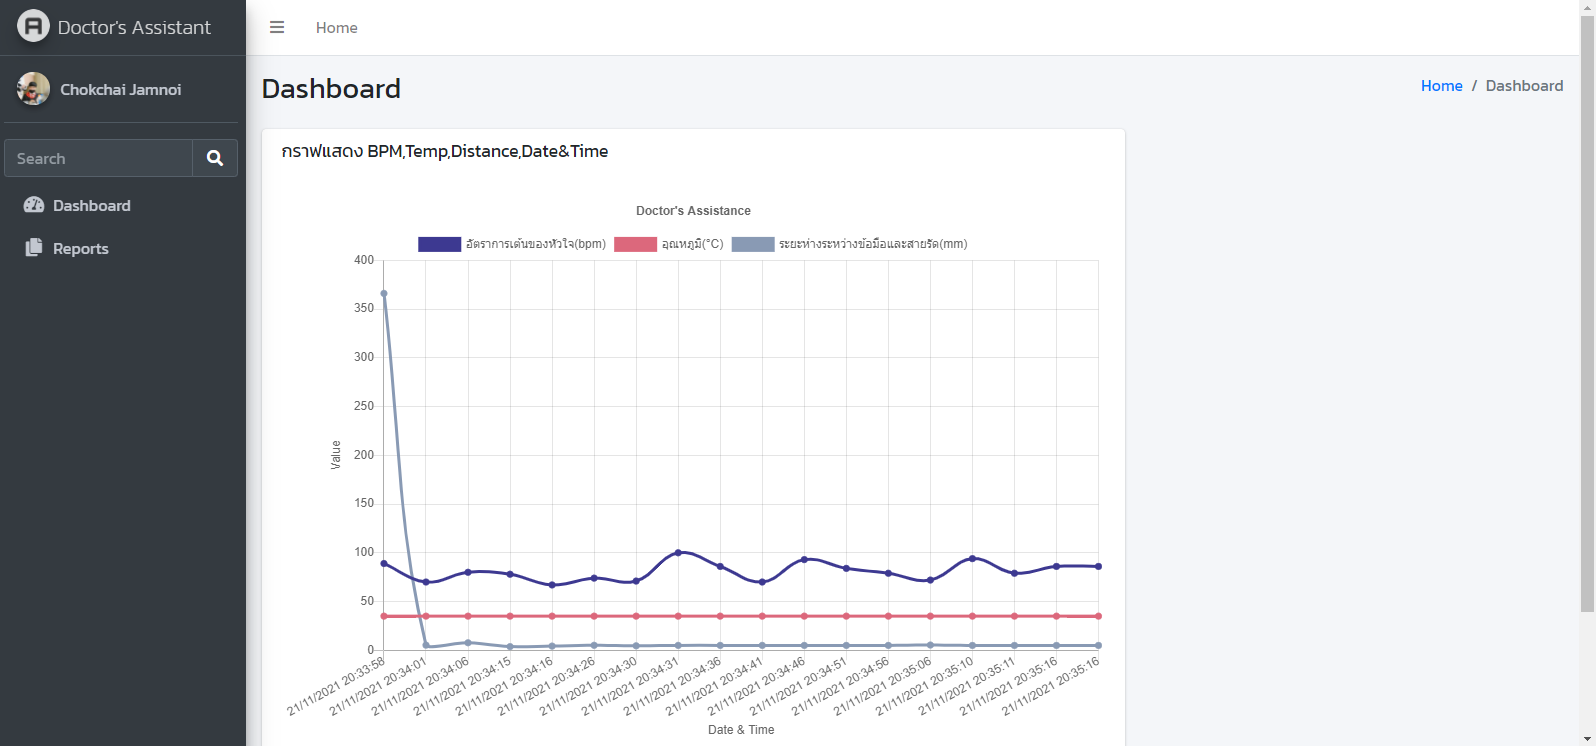 Doctor's Assistant
Home
Chokchai Jamnoi
Dashboard
Home / Dashboard
Search
Dashboard
Reports
กราฟแสดง BPM,Temp,Distance,Date&Time
Doctor's Assistance
อัตราการเต้นของหัวใจ(bpm) อุณหภูมิ(°C) ระยะห่างระหว่างข้อมือและสายรัด(mm)
400
350
300
250
200
150
100
50
0
Value
21/11/2021 20:33:58
21/11/2021 20:34:01
21/11/2021 20:34:06
21/11/2021 20:34:15
21/11/2021 20:34:16
21/11/2021 20:34:26
21/11/2021 20:34:30
21/11/2021 20:34:31
21/11/2021 20:34:36
21/11/2021 20:34:41
21/11/2021 20:34:46
21/11/2021 20:34:51
21/11/2021 20:34:56
21/11/2021 20:35:06
21/11/2021 20:35:10
21/11/2021 20:35:11
21/11/2021 20:35:16
21/11/2021 20:35:16
Date & Time